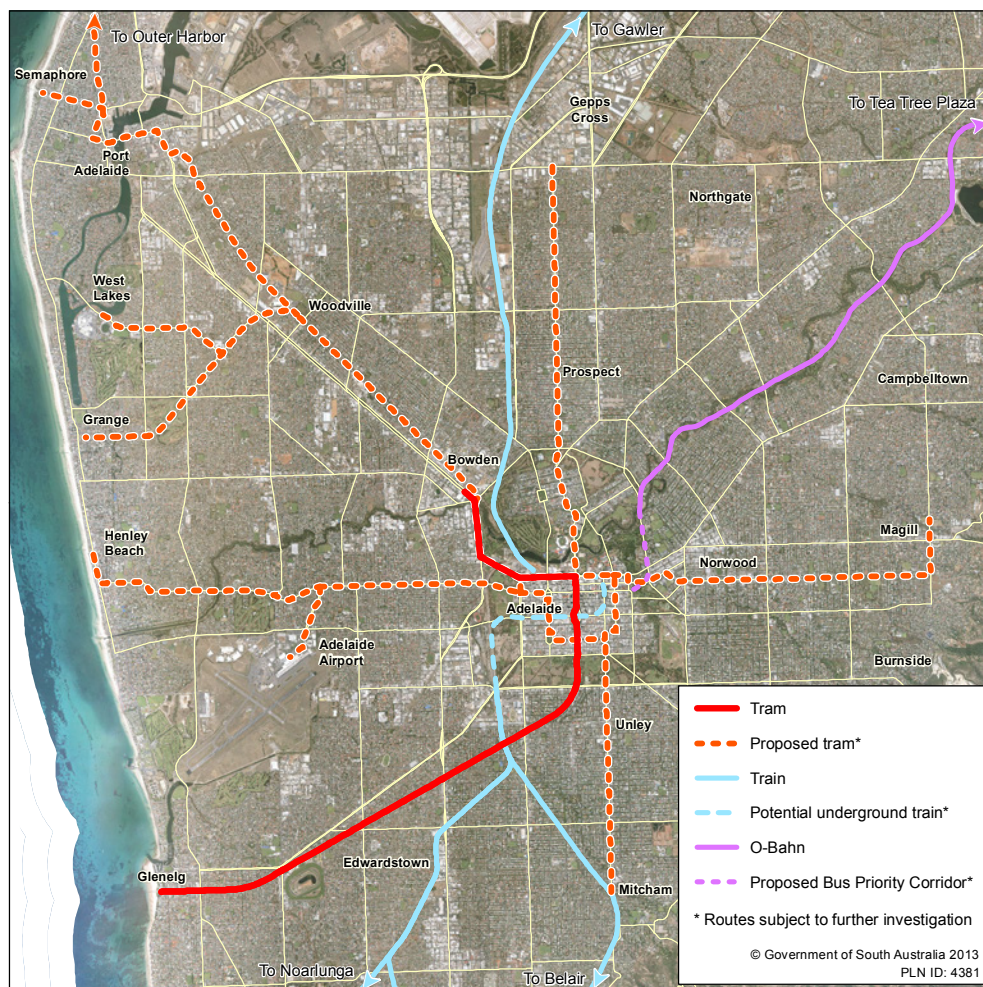 To Outer Harbor
To Gawler
Semaphore
Gepps
Cross
To Tea Tree Plaza
Port
Adelaide
Northgate
West
Lakes
Woodville
Prospect
Campbelltown
Grange
Bowden
Henley
Beach
Magill
Norwood
Adelaide
Adelaide
Airport
Burnside
Unley
Edwardstown
Glenelg
Mitcham
To Noarlunga
To Belair
Tram
Proposed tram*
Train
Potential underground train*
O-Bahn
Proposed Bus Priority Corridor*
* Routes subject to further investigation
© Government of South Australia 2013
PLN ID: 4381